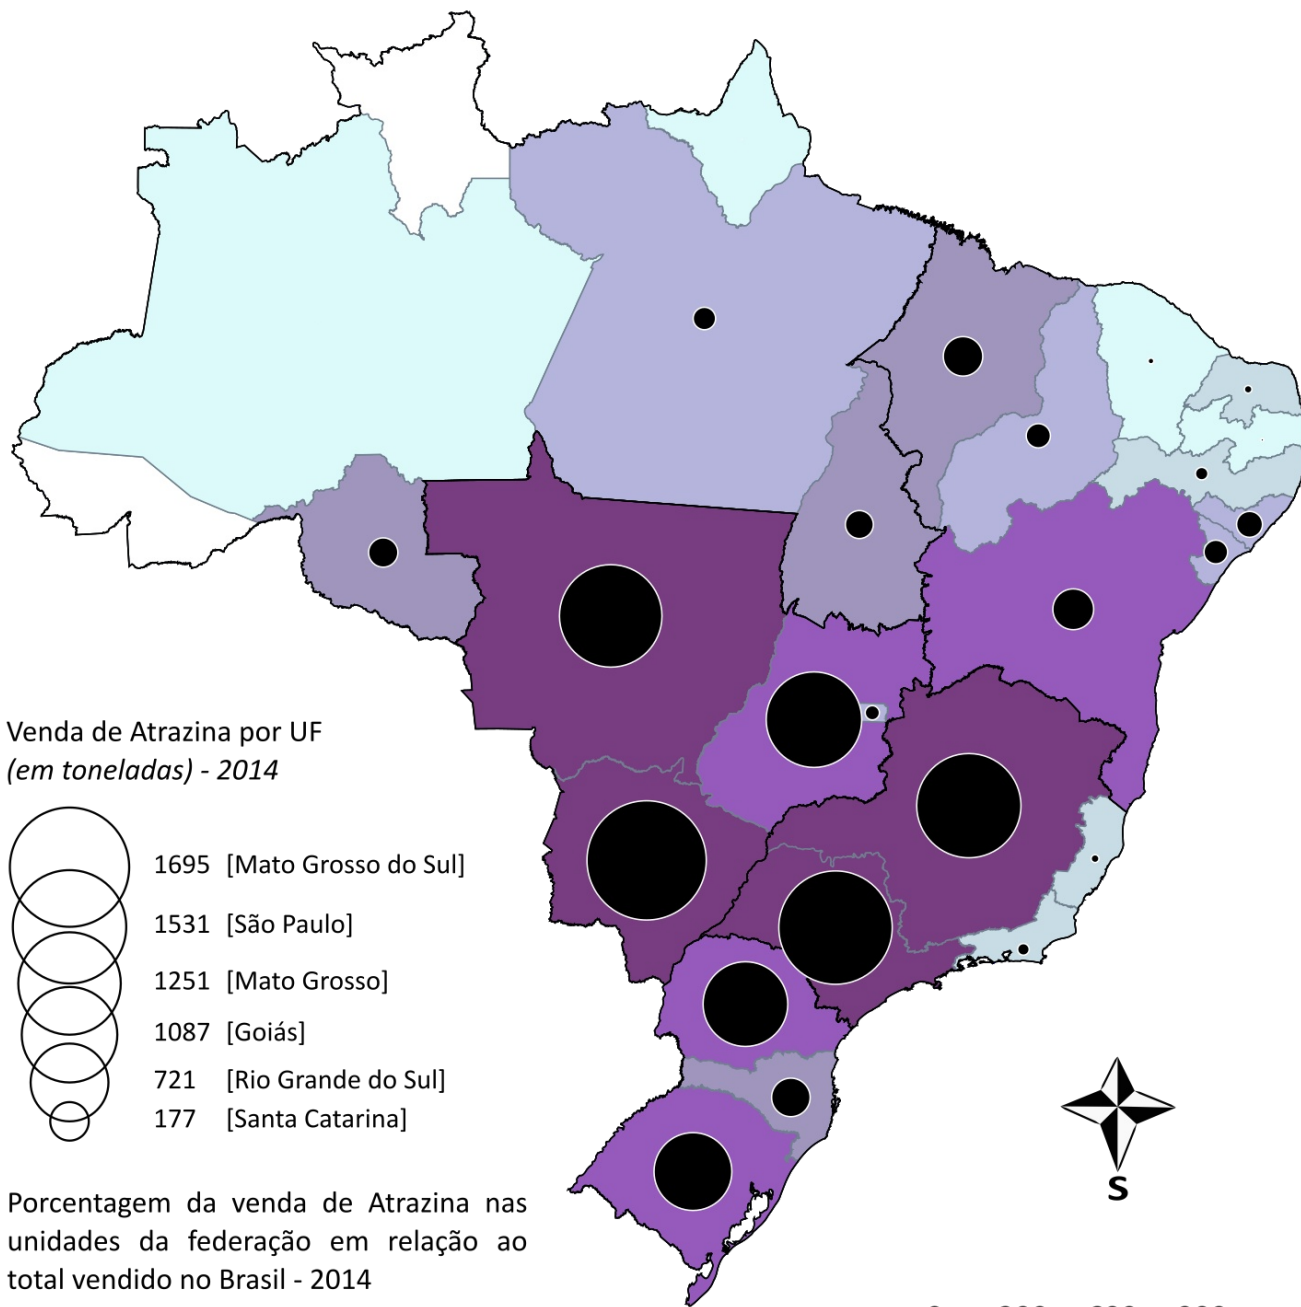 Venda de Atrazina por UF
(em toneladas) - 2014
1695 [Mato Grosso do Sul]
1531 [São Paulo]
1251 [Mato Grosso]
1087 [Goiás]
721 [Rio Grande do Sul]
177 [Santa Catarina]
S
Porcentagem da venda de Atrazina nas
unidades da federação em relação ao
total vendido no Brasil - 2014